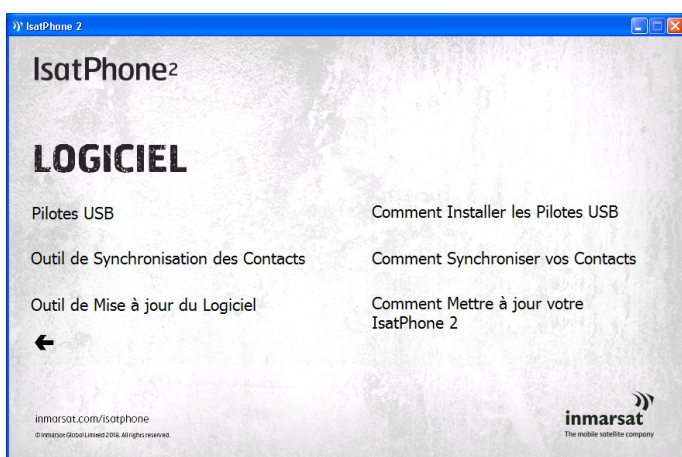 IsatPhone 2
IsatPhone2
LOGICIEL
Pilotes USB
Outil de Synchronisation des Contacts
Outil de Mise à jour du Logiciel
Comment Installer les Pilotes USB
Comment Synchroniser vos Contacts
Comment Mettre à jour votre
IsatPhone 2
inmarsat.com/isatphone
© Inmarsat Global Limited 2018. All rights reserved.
inmarsat
The mobile satellite company